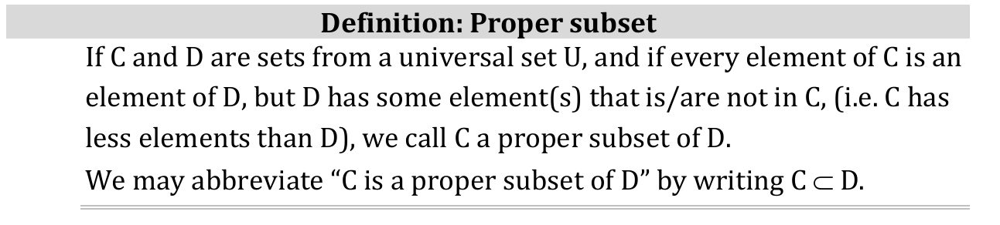 Definition: Proper subset
If C and D are sets from a universal set U, and if every element of C is an
element of D, but D has some element(s) that is/are not in C, (i.e. C has
less elements than D), we call C a proper subset of D.
We may abbreviate “C is a proper subset of D” by writing C ⊂ D.